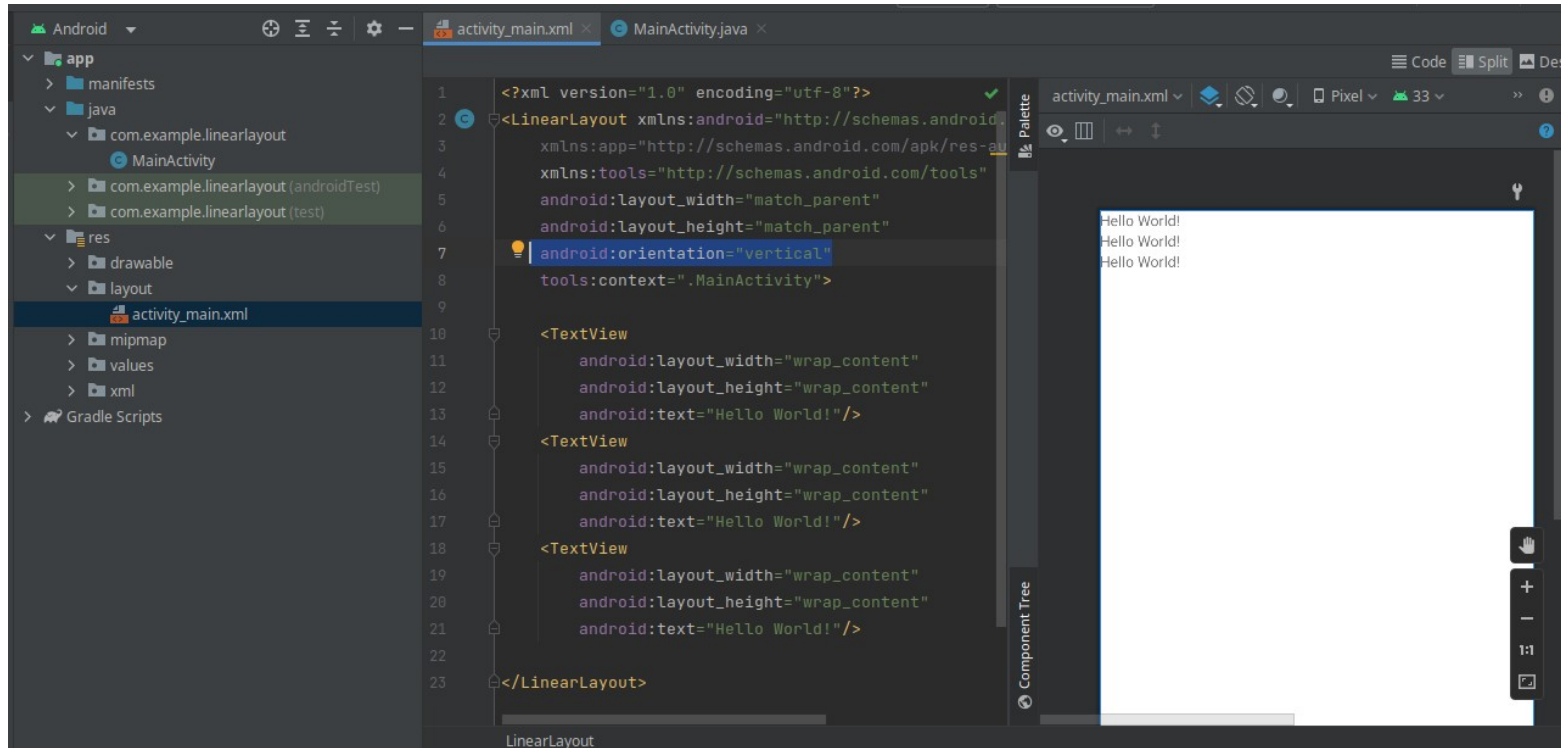 Android
activity_main.xml
MainActivity.java
app
manifests
java
com.example.linearlayout
MainActivity
com.example.linearlayout (androidTest)
com.example.linearlayout (test)
res
drawable
layout
activity_main.xml
mipmap
values
xml
Gradle Scripts
Code Split Des
1 <?xml version="1.0" encoding="utf-8"?>
2 <LinearLayout xmlns:android="http://schemas.android.
3 xmlns:app="http://schemas.android.com/apk/res-au
4 xmlns:tools="http://schemas.android.com/tools"
5 android:layout_width="match_parent"
6 android:layout_height="match_parent"
7 android:orientation="vertical"
8 tools:context=".MainActivity">
9
10 <TextView
11 android:layout_width="wrap_content"
12 android:layout_height="wrap_content"
13 android:text="Hello World!"/>
14 <TextView
15 android:layout_width="wrap_content"
16 android:layout_height="wrap_content"
17 android:text="Hello World!"/>
18 <TextView
19 android:layout_width="wrap_content"
20 android:layout_height="wrap_content"
21 android:text="Hello World!"/>
22
23 </LinearLayout>
LinearLayout
Palette
Component Tree
activity_main.xml Pixel 33
Hello World!
Hello World!
Hello World!
1:1